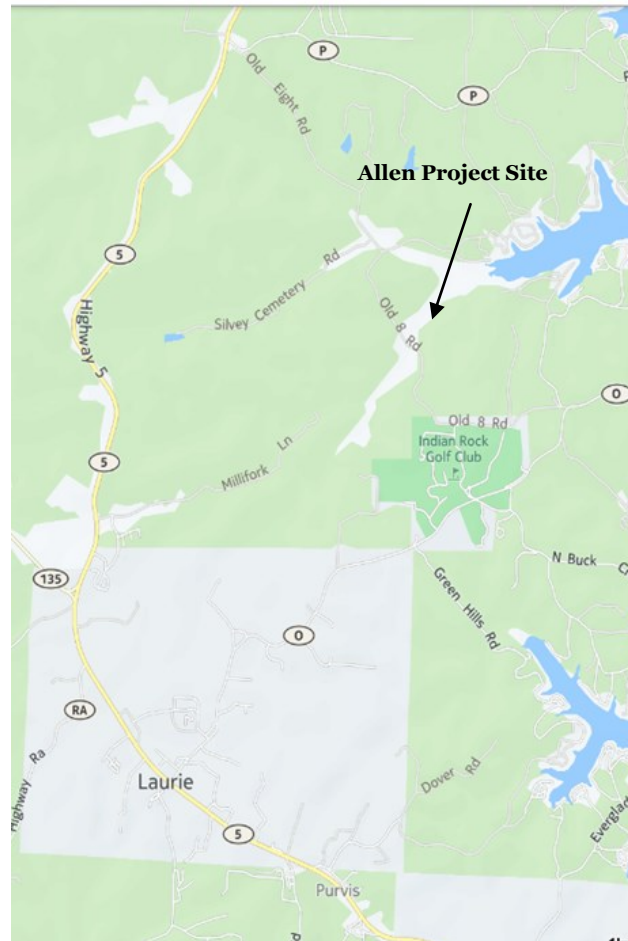 P
Old Eight Rd
P
Allen Project Site
5
Silvey Cemetery Rd
Highway 5
Old 8 Rd
O
Old 8 Rd
Indian Rock
Golf Club
5
Millifork Ln
N Buck
135
Green Hills Rd
O
RA
Highway Ra
Laurie
Dover Rd
5
Everglad
Purvis